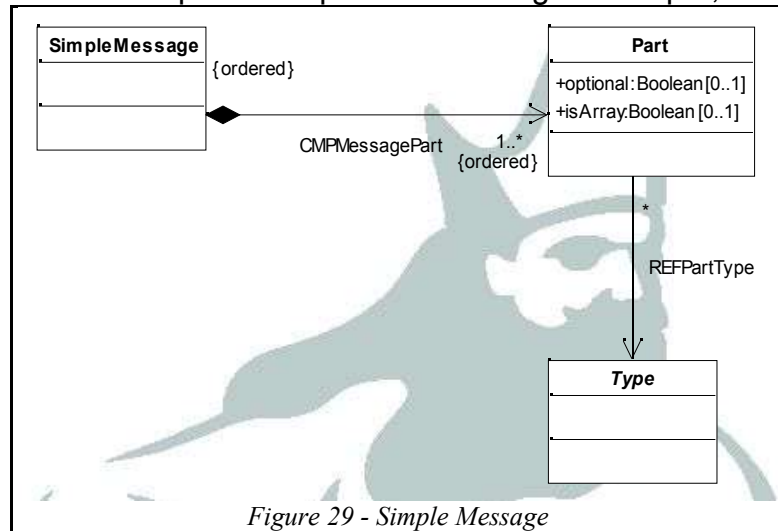 SimpleMessage
{ordered}
CMPMessagePart
1..*
{ordered}
Part
+optional:Boolean[0..1]
+isArray:Boolean[0..1]
*
REFPartType
Type
Figure 29 - Simple Message